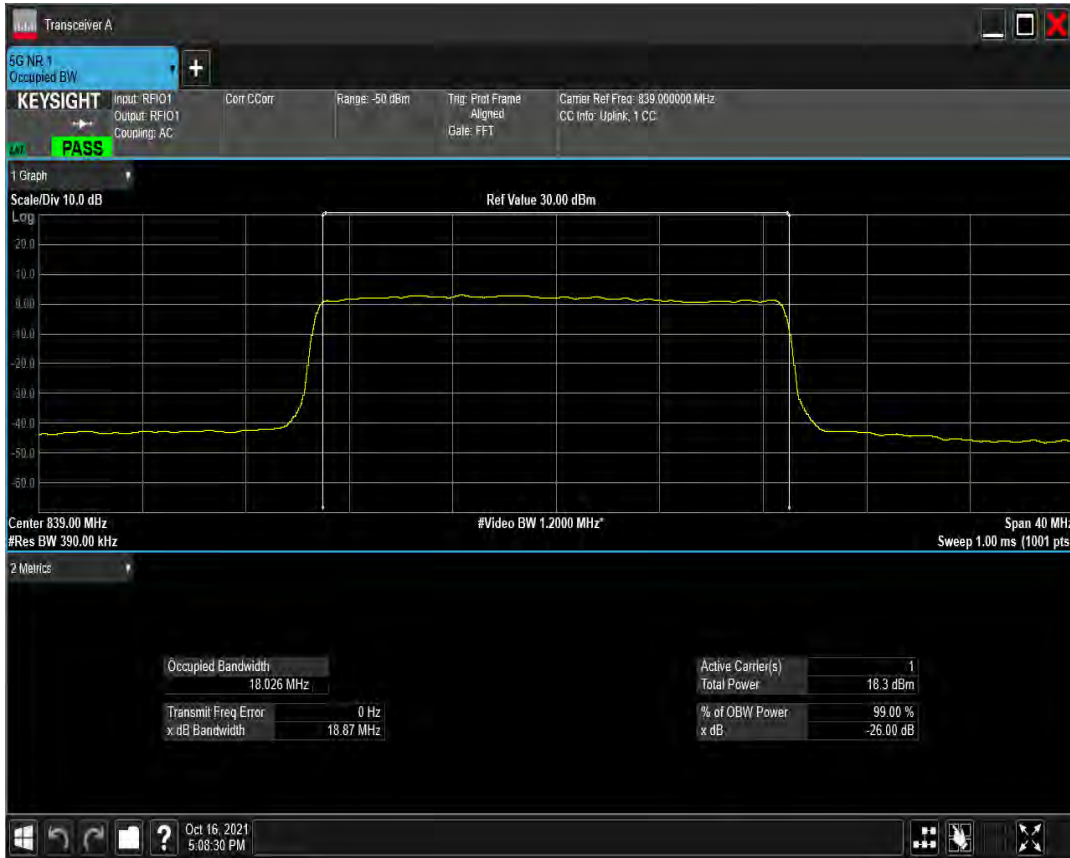 Transceiver A
5G NR 1
Occupied BW
+
KEYSIGHT
PASS
Input: RFIO1
Output: RFIO1
Coupling: AC
Corr CCorr
Range: -50 dBm
Trig: Prot Frame
Aligned
Gate: FFT
Carrier Ref Freq: 839.000000 MHz
CC Info: Uplink, 1 CC
1 Graph
Scale/Div 10.0 dB
Ref Value 30.00 dBm
Log
20.0
10.0
0.00
-10.0
-20.0
-30.0
-40.0
-50.0
-60.0
Center 839.00 MHz
#Video BW 1.2000 MHz*
Span 40 MHz
#Res BW 390.00 kHz
Sweep 1.00 ms (1001 pts
2 Metrics
Occupied Bandwidth
18.026 MHz
Transmit Freq Error 0 Hz
x dB Bandwidth 18.87 MHz
Active Carrier(s) 1
Total Power 18.3 dBm
% of OBW Power 99.00 %
x dB -26.00 dB
?
Oct 16, 2021
5:08:30 PM